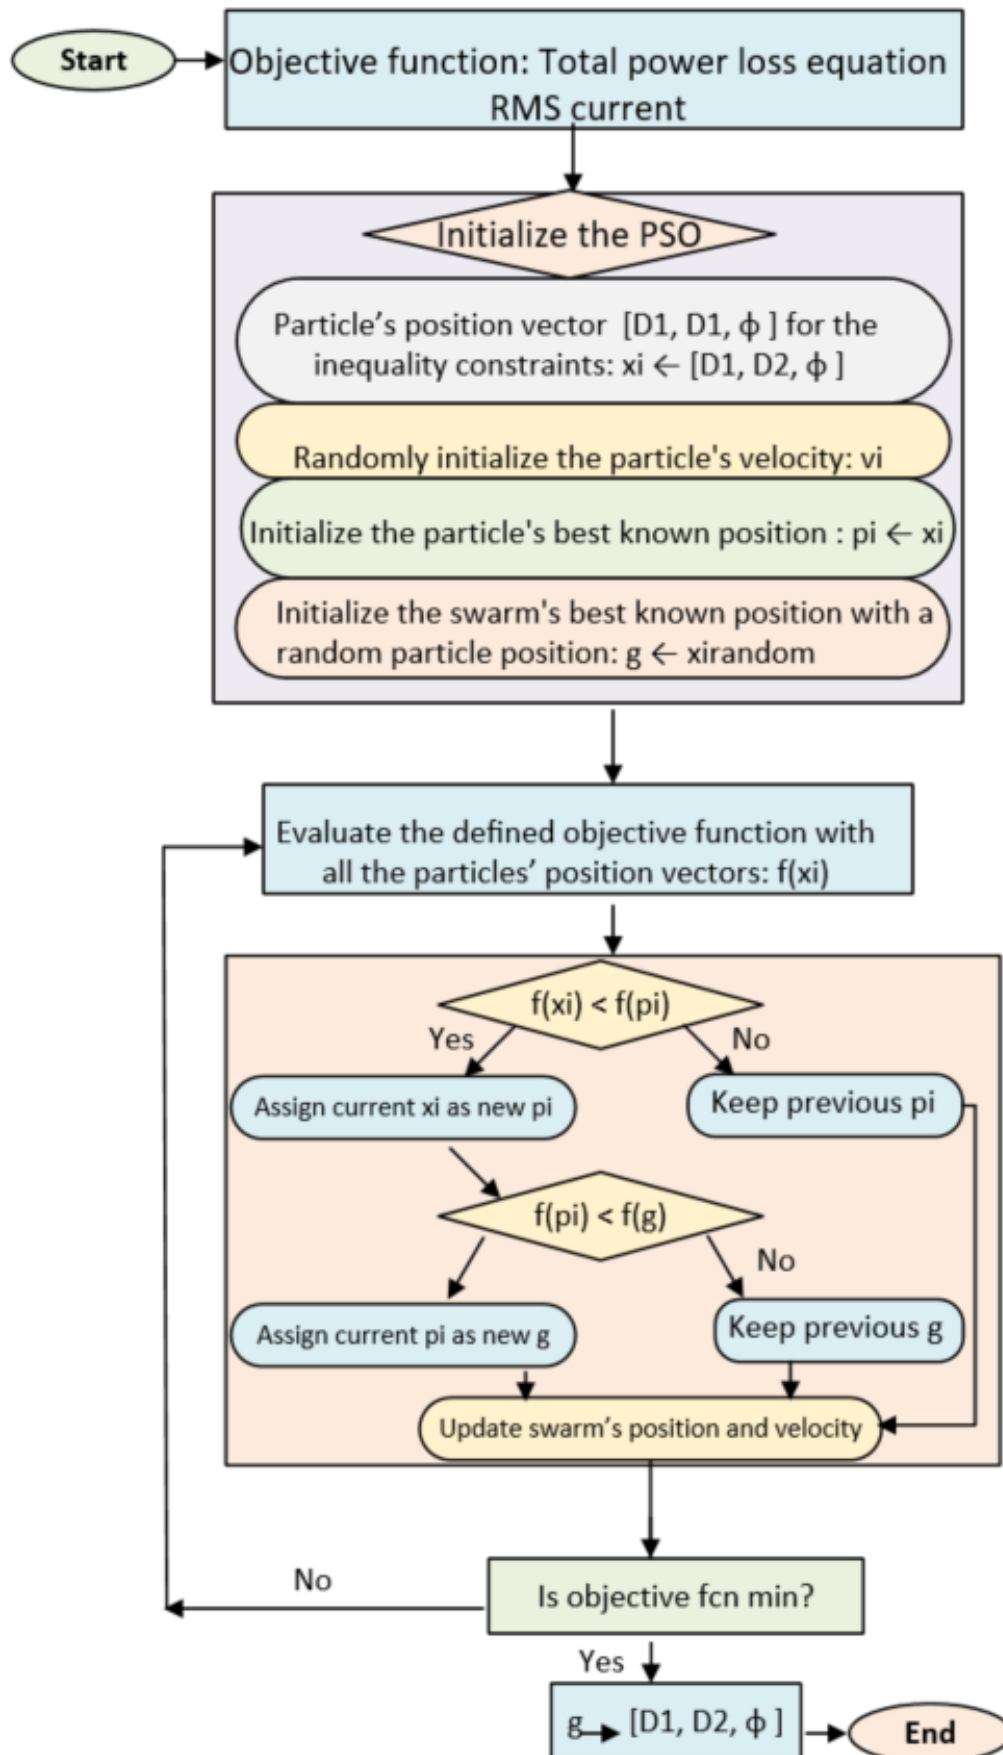 Start
Objective function: Total power loss equation
RMS current
Initialize the PSO
Particle’s position vector [D1, D1, ϕ ] for the
inequality constraints: xi ← [D1, D2, ϕ ]
Randomly initialize the particle's velocity: vi
Initialize the particle's best known position : pi ← xi
Initialize the swarm's best known position with a
random particle position: g ← xirandom
Evaluate the defined objective function with
all the particles’ position vectors: f(xi)
f(xi) < f(pi)
Yes
No
Assign current xi as new pi
Keep previous pi
f(pi) < f(g)
No
Assign current pi as new g
Keep previous g
Update swarm’s position and velocity
No
Is objective fcn min?
Yes
g → [D1, D2, ϕ ]
End